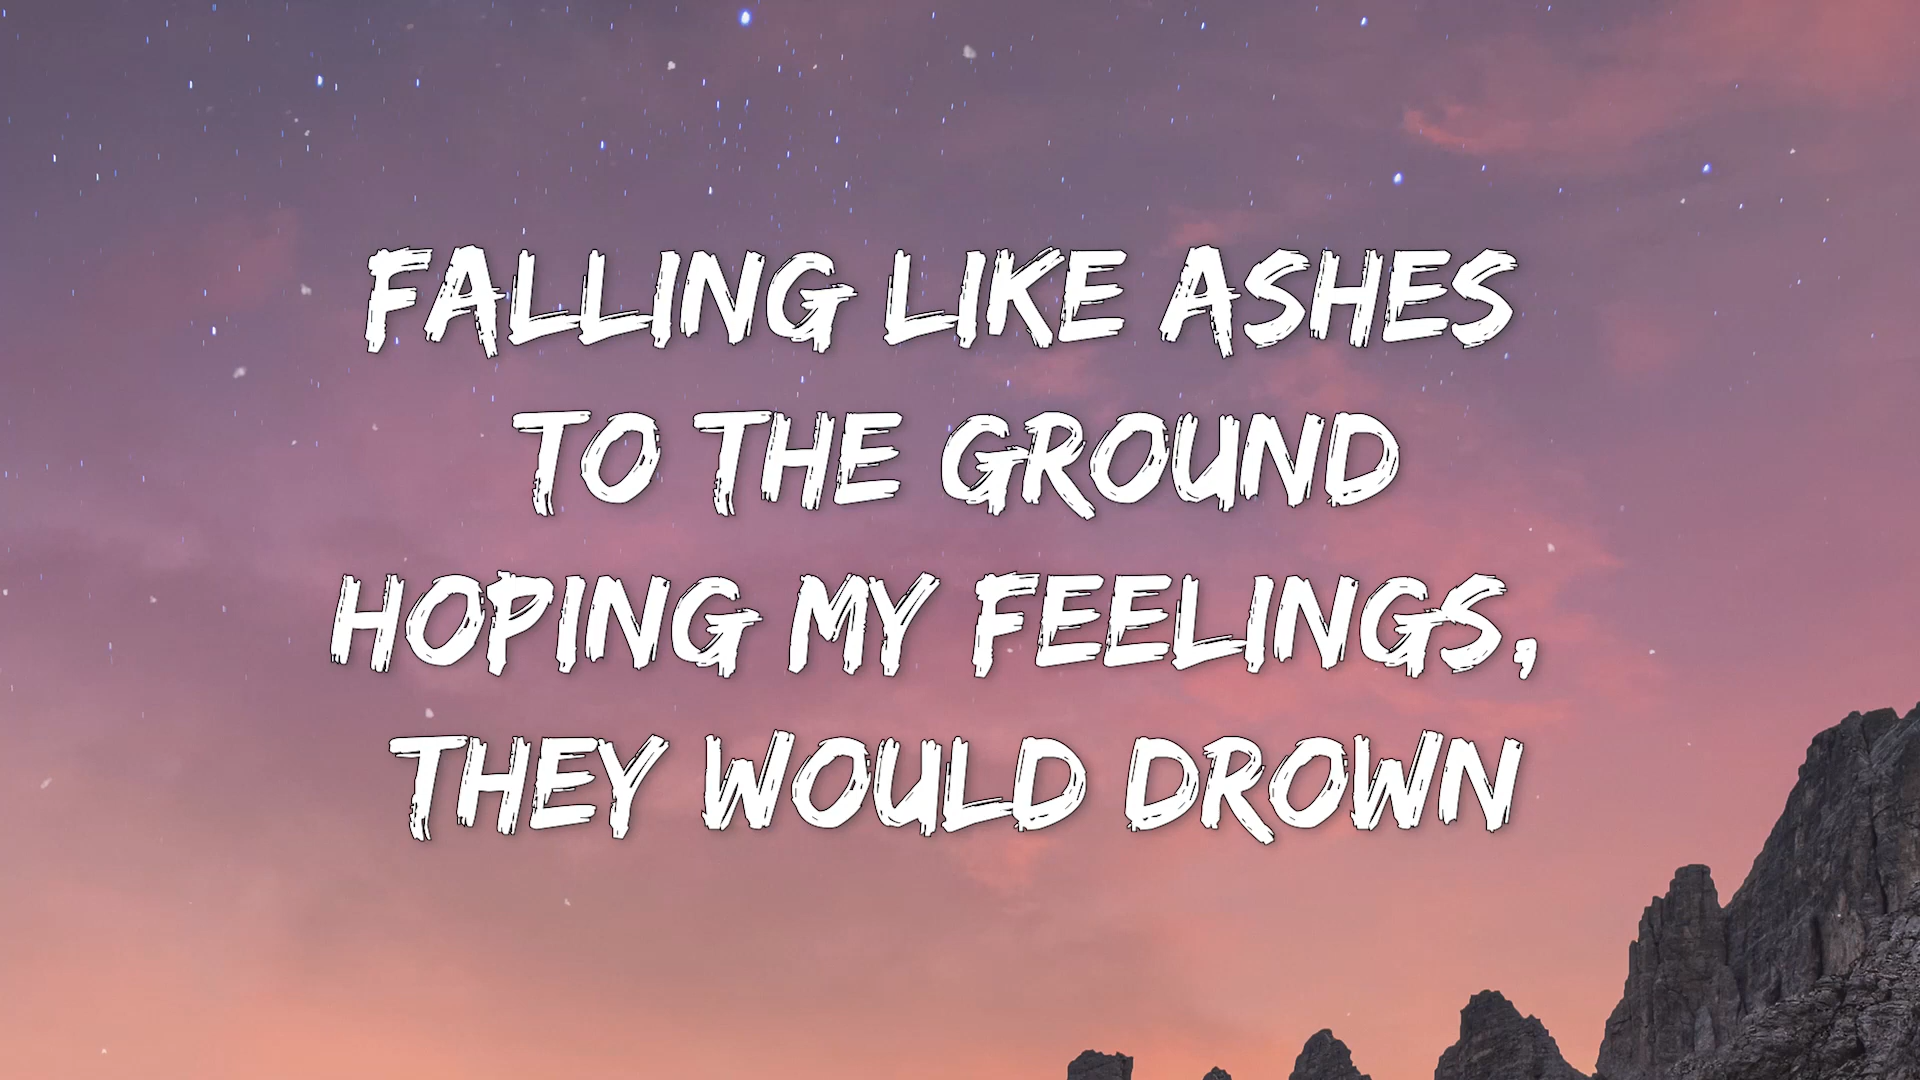 FALLING LIKE ASHES
TO THE GROUND
HOPING MY FEELINGS,
THEY WOULD DROWN